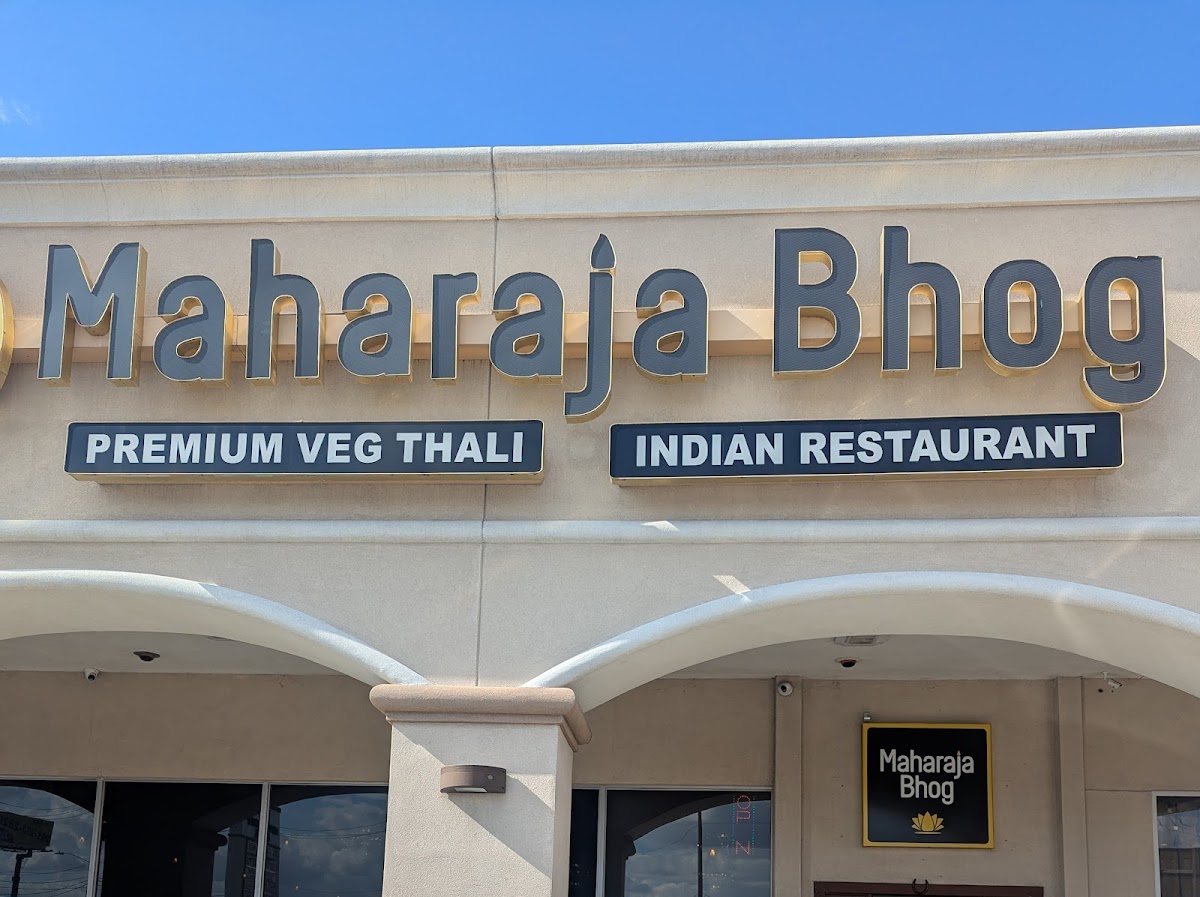 Maharaja Bhog
PREMIUM VEG THALI
INDIAN RESTAURANT
Maharaja
Bhog